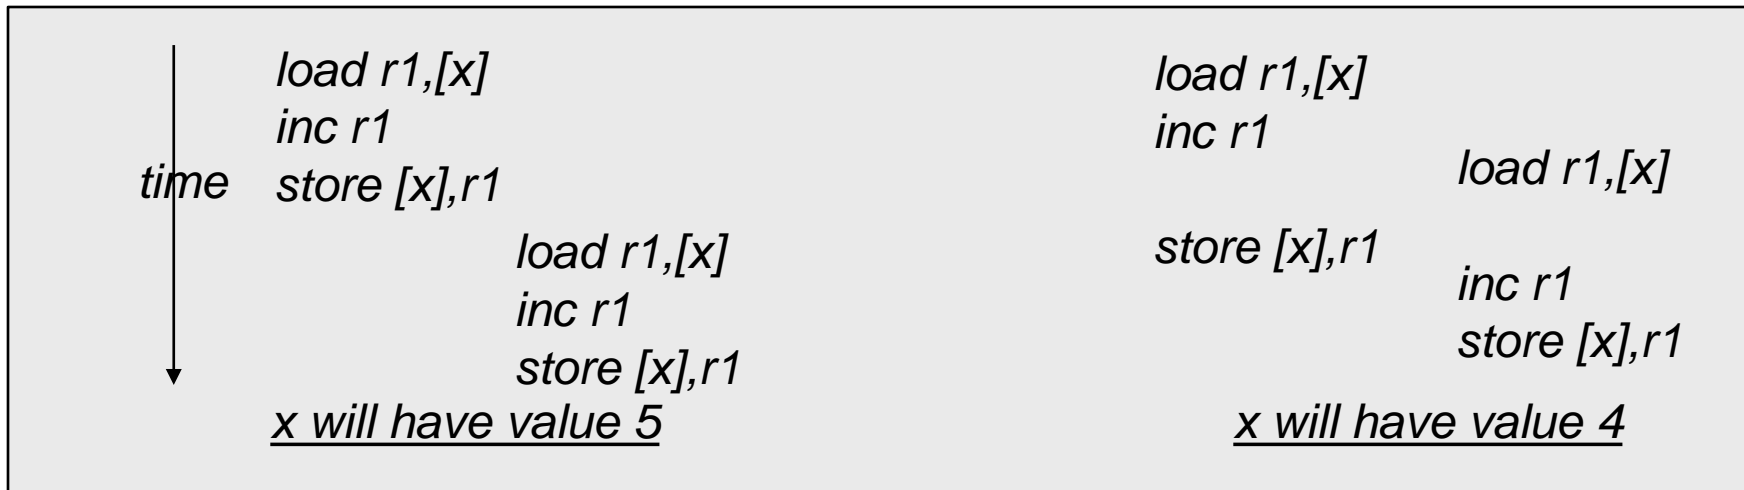 load r1,[x]
inc r1
time
store [x],r1
load r1,[x]
inc r1
store [x],r1
x will have value 5
load r1,[x]
inc r1
load r1,[x]
store [x],r1
inc r1
store [x],r1
x will have value 4